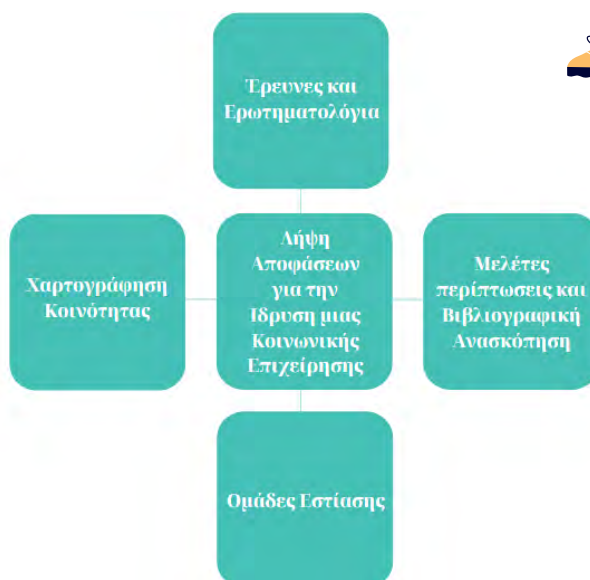 Έρευνες και
Ερωτηματολόγια
Χαρτογράφηση
Κοινότητας
Λήψη
Αποφάσεων
για την
Ίδρυση μιας
Κοινωνικής
Επιχείρησης
Μελέτες
περίπτωσεις και
Βιβλιογραφική
Ανασκόπηση
Ομάδες Εστίασης